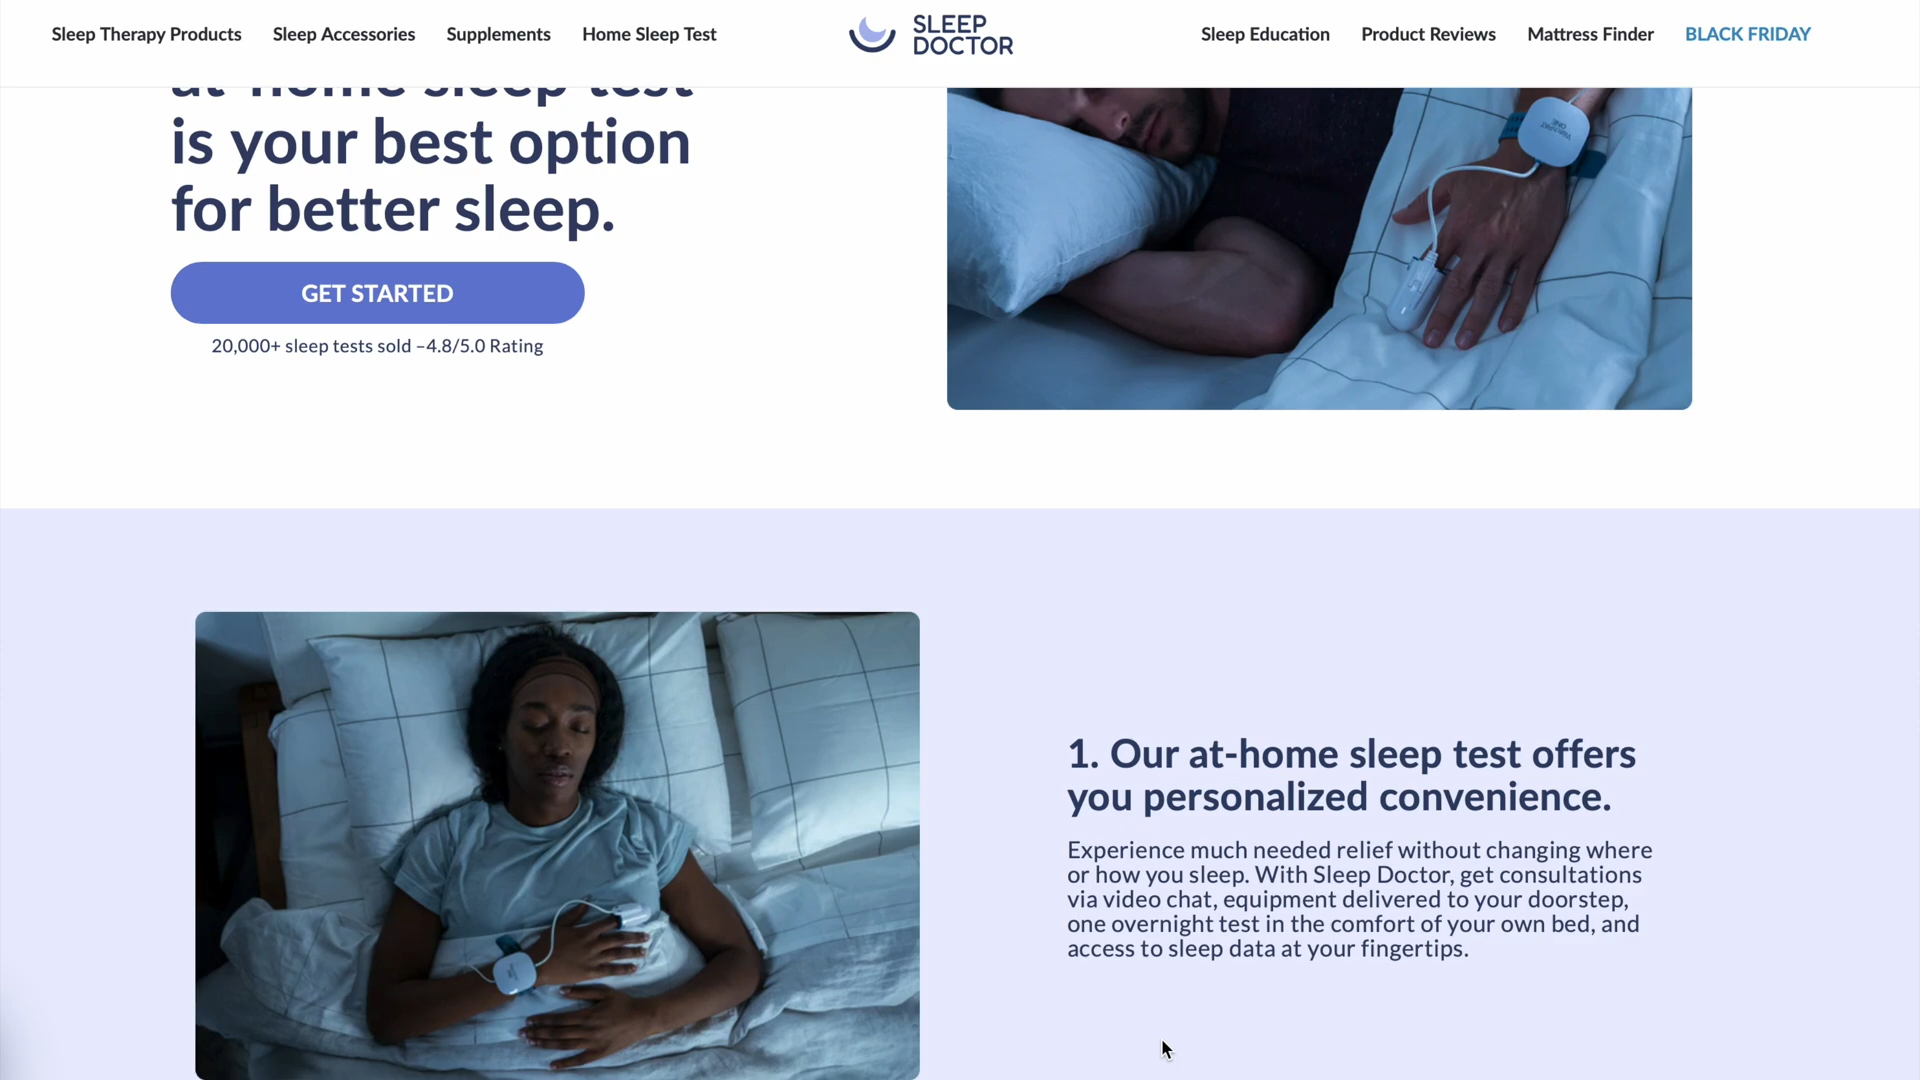 Sleep Therapy Products
Sleep Accessories
Supplements
Home Sleep Test
SLEEP
DOCTOR
Sleep Education
Product Reviews
Mattress Finder
BLACK FRIDAY
at-home sleep test
is your best option
for better sleep.
GET STARTED
20,000+ sleep tests sold –4.8/5.0 Rating
1. Our at-home sleep test offers
you personalized convenience.
Experience much needed relief without changing where
or how you sleep. With Sleep Doctor, get consultations
via video chat, equipment delivered to your doorstep,
one overnight test in the comfort of your own bed, and
access to sleep data at your fingertips.